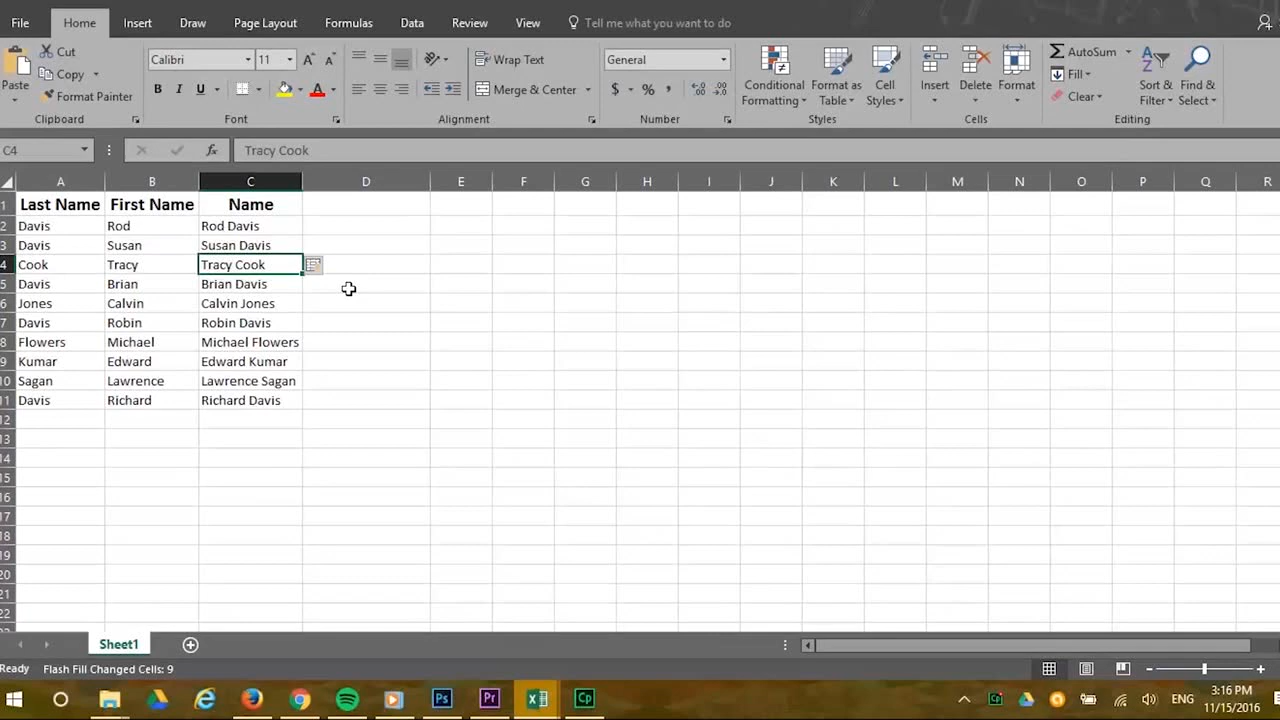 File Home Insert Draw Page Layout Formulas Data Review View Tell me what you want to do
Cut
Copy
Format Painter
Paste
Clipboard
Calibri 11 A A
B I U A
Font
Wrap Text
Merge & Center
Alignment
General
$ % , .00 .0
Number
Conditional Formatting
Format as Table
Cell Styles
Styles
Insert Delete Format
Cells
AutoSum
Fill
Clear
Sort & Filter
Find & Select
Editing
C4 fx Tracy Cook
A B C D E F G H I J K L M N O P Q R
1 Last Name First Name Name
2 Davis Rod Rod Davis
3 Davis Susan Susan Davis
4 Cook Tracy Tracy Cook
5 Davis Brian Brian Davis
6 Jones Calvin Calvin Jones
7 Davis Robin Robin Davis
8 Flowers Michael Michael Flowers
9 Kumar Edward Edward Kumar
10 Sagan Lawrence Lawrence Sagan
11 Davis Richard Richard Davis
12
13
14
15
16
17
18
19
20
21
22
Sheet1
Ready Flash Fill Changed Cells: 9
Ps Pr Cp ENG 3:16 PM
11/15/2016